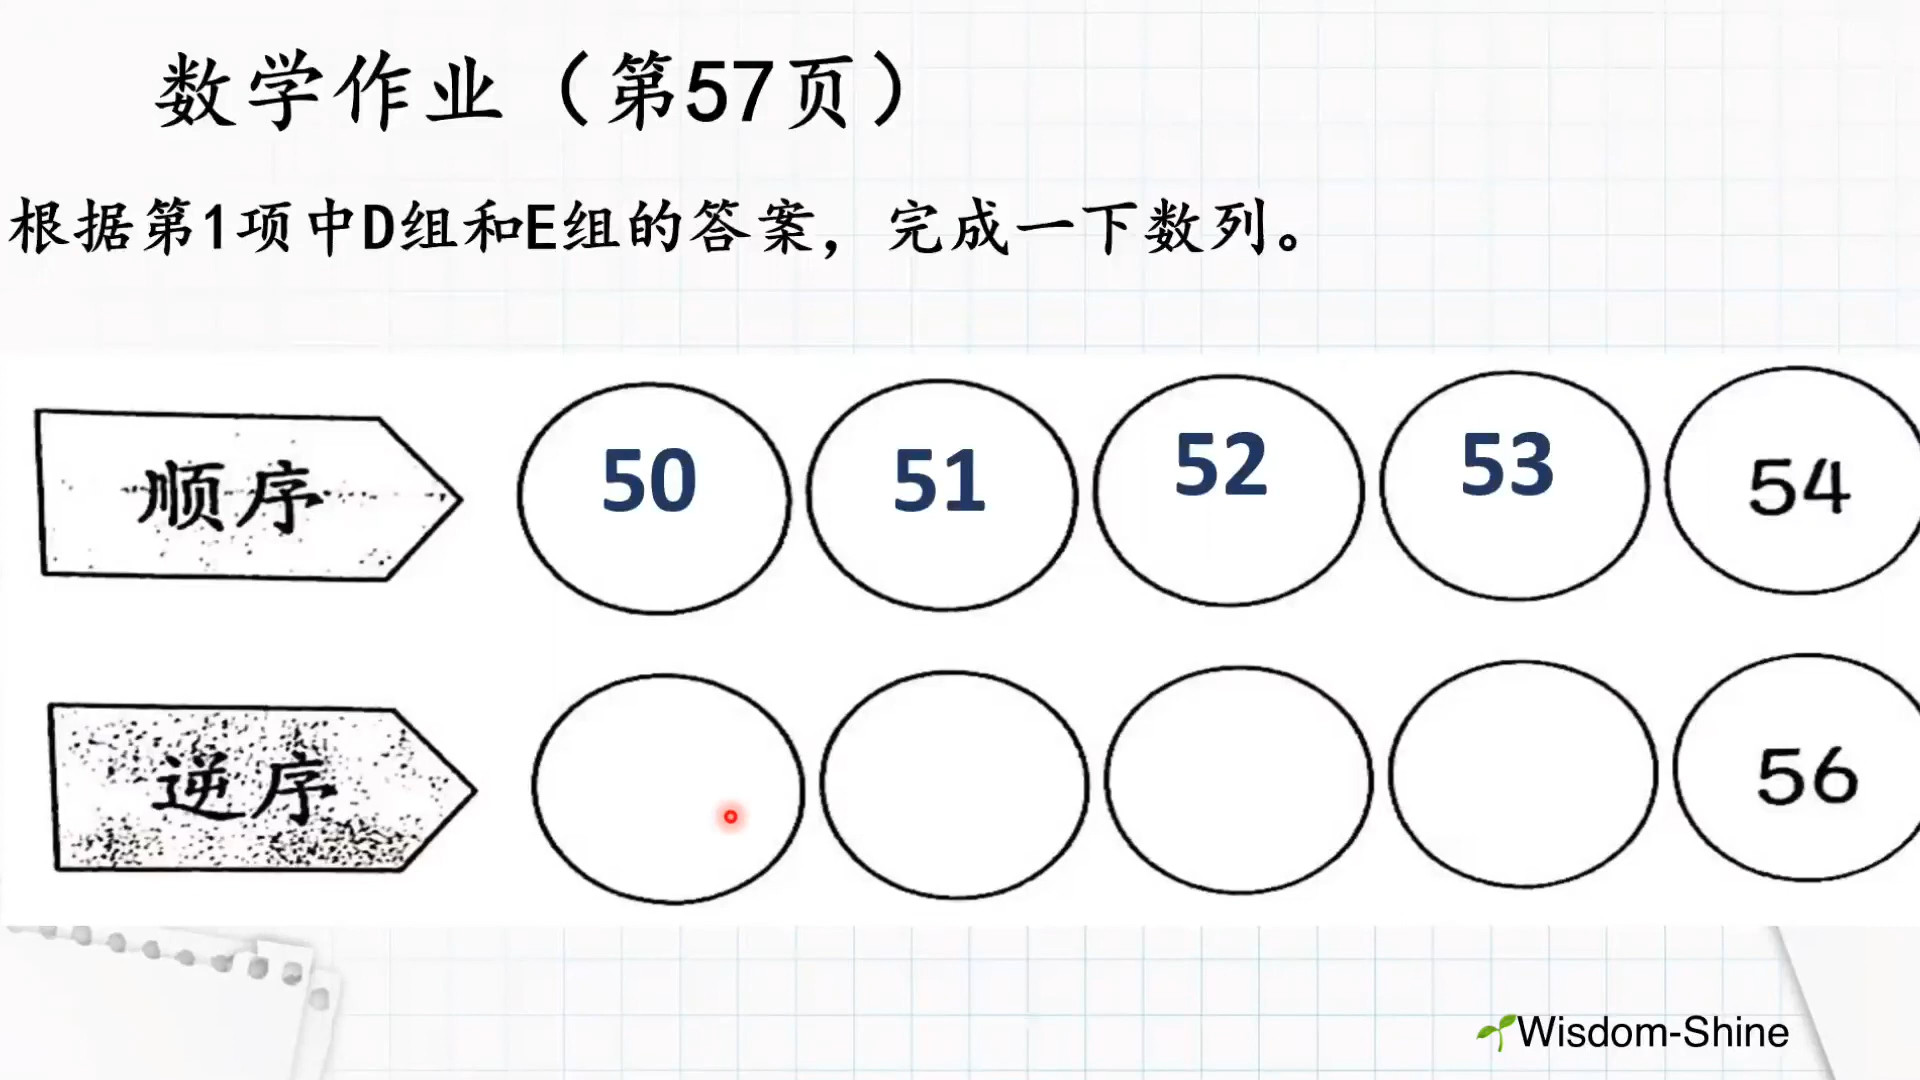 数学作业（第57页）
根据第1项中D组和E组的答案，完成一下数列。
顺序 50 51 52 53 54
逆序 56
Wisdom-Shine